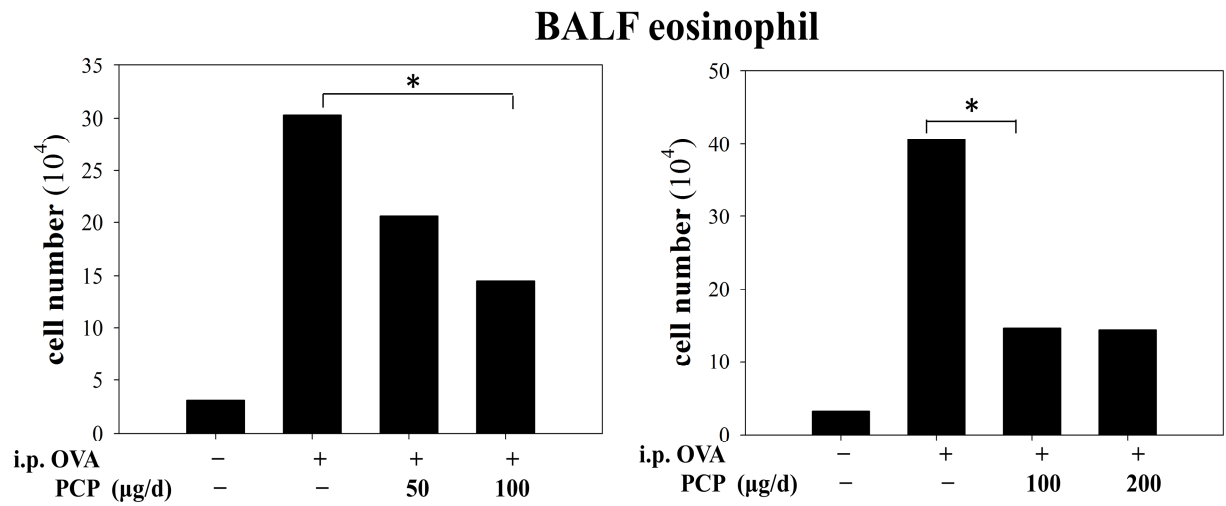 BALF eosinophil
cell number (10⁴)
35
30
25
20
15
10
5
0
*
i.p. OVA − + + +
PCP (μg/d) − − 50 100
cell number (10⁴)
50
40
30
20
10
0
*
i.p. OVA − + + +
PCP (μg/d) − − 100 200